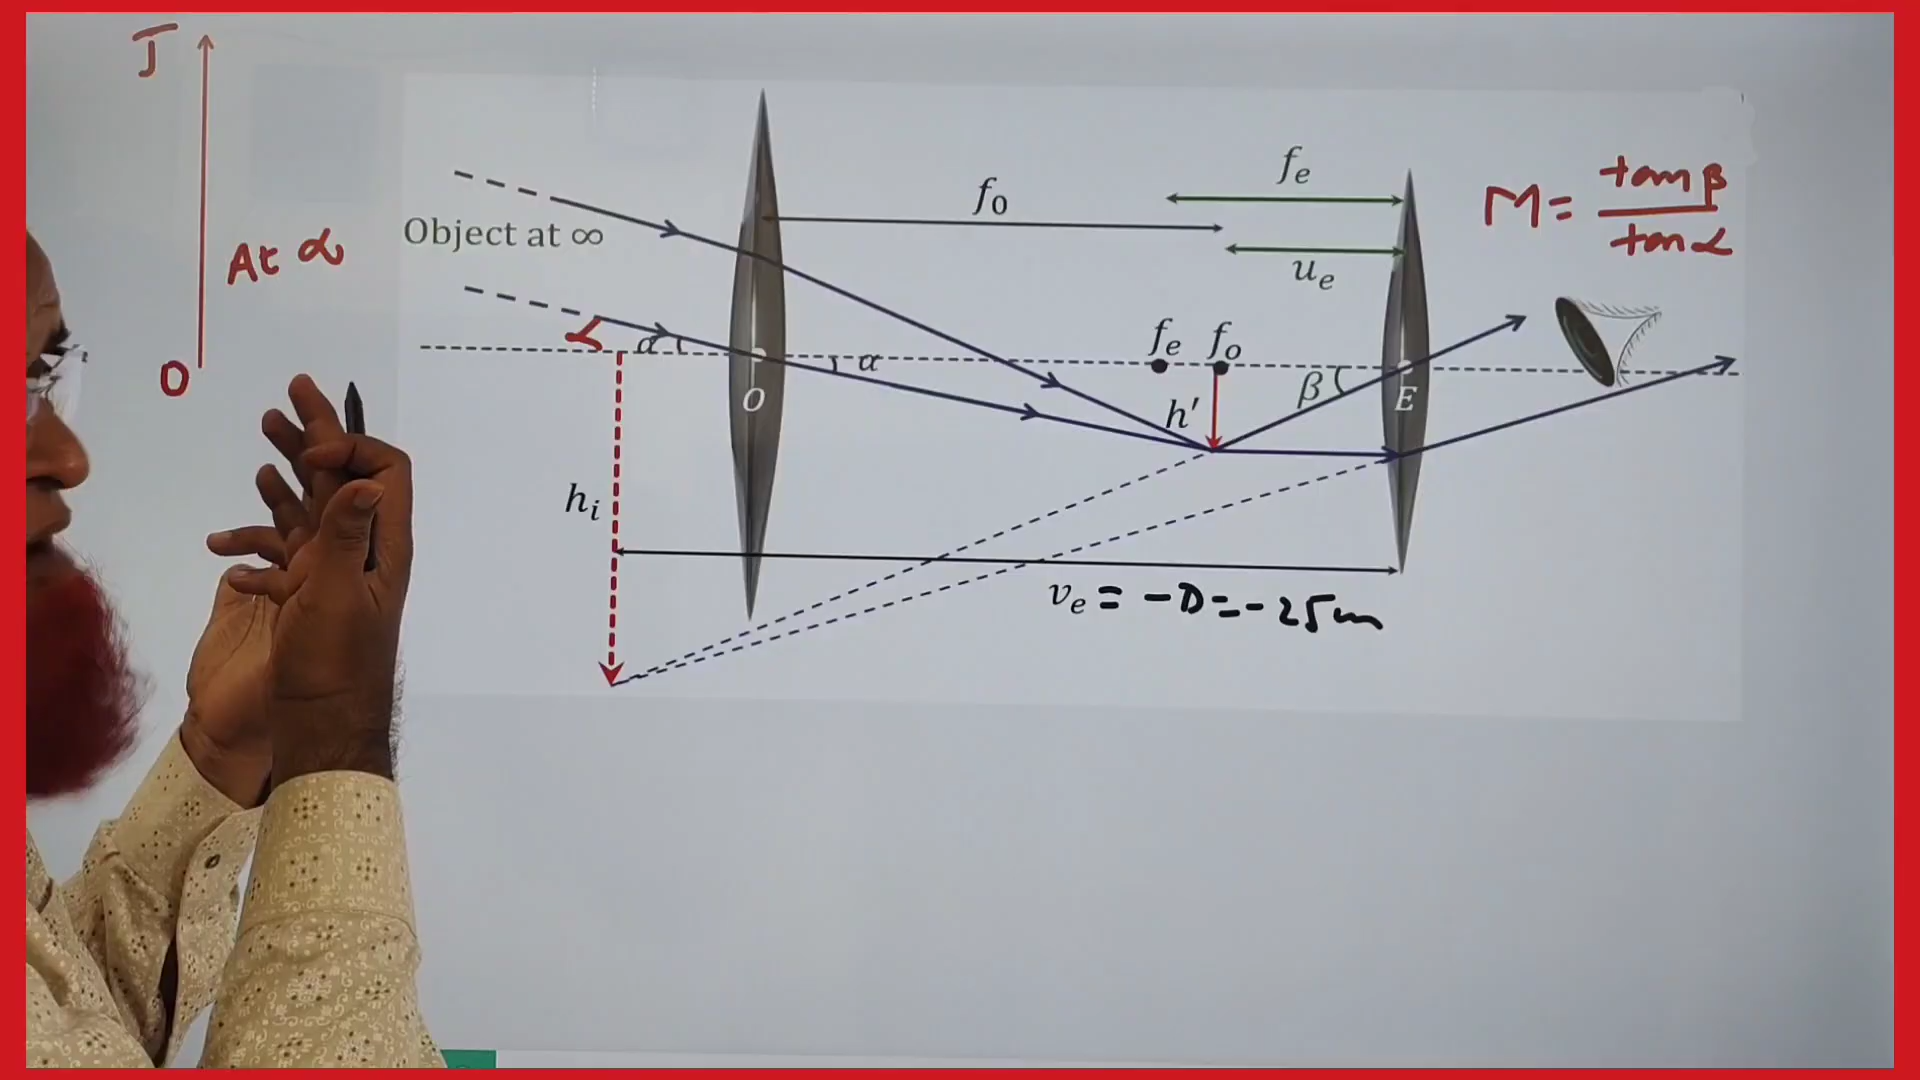 J
O
At ∝
Object at ∞
f₀
fₑ
uₑ
M = tan β / tan α
∠
α
α
O
fₑ
f₀
h′
β
E
hᵢ
vₑ = -D = -25 cm